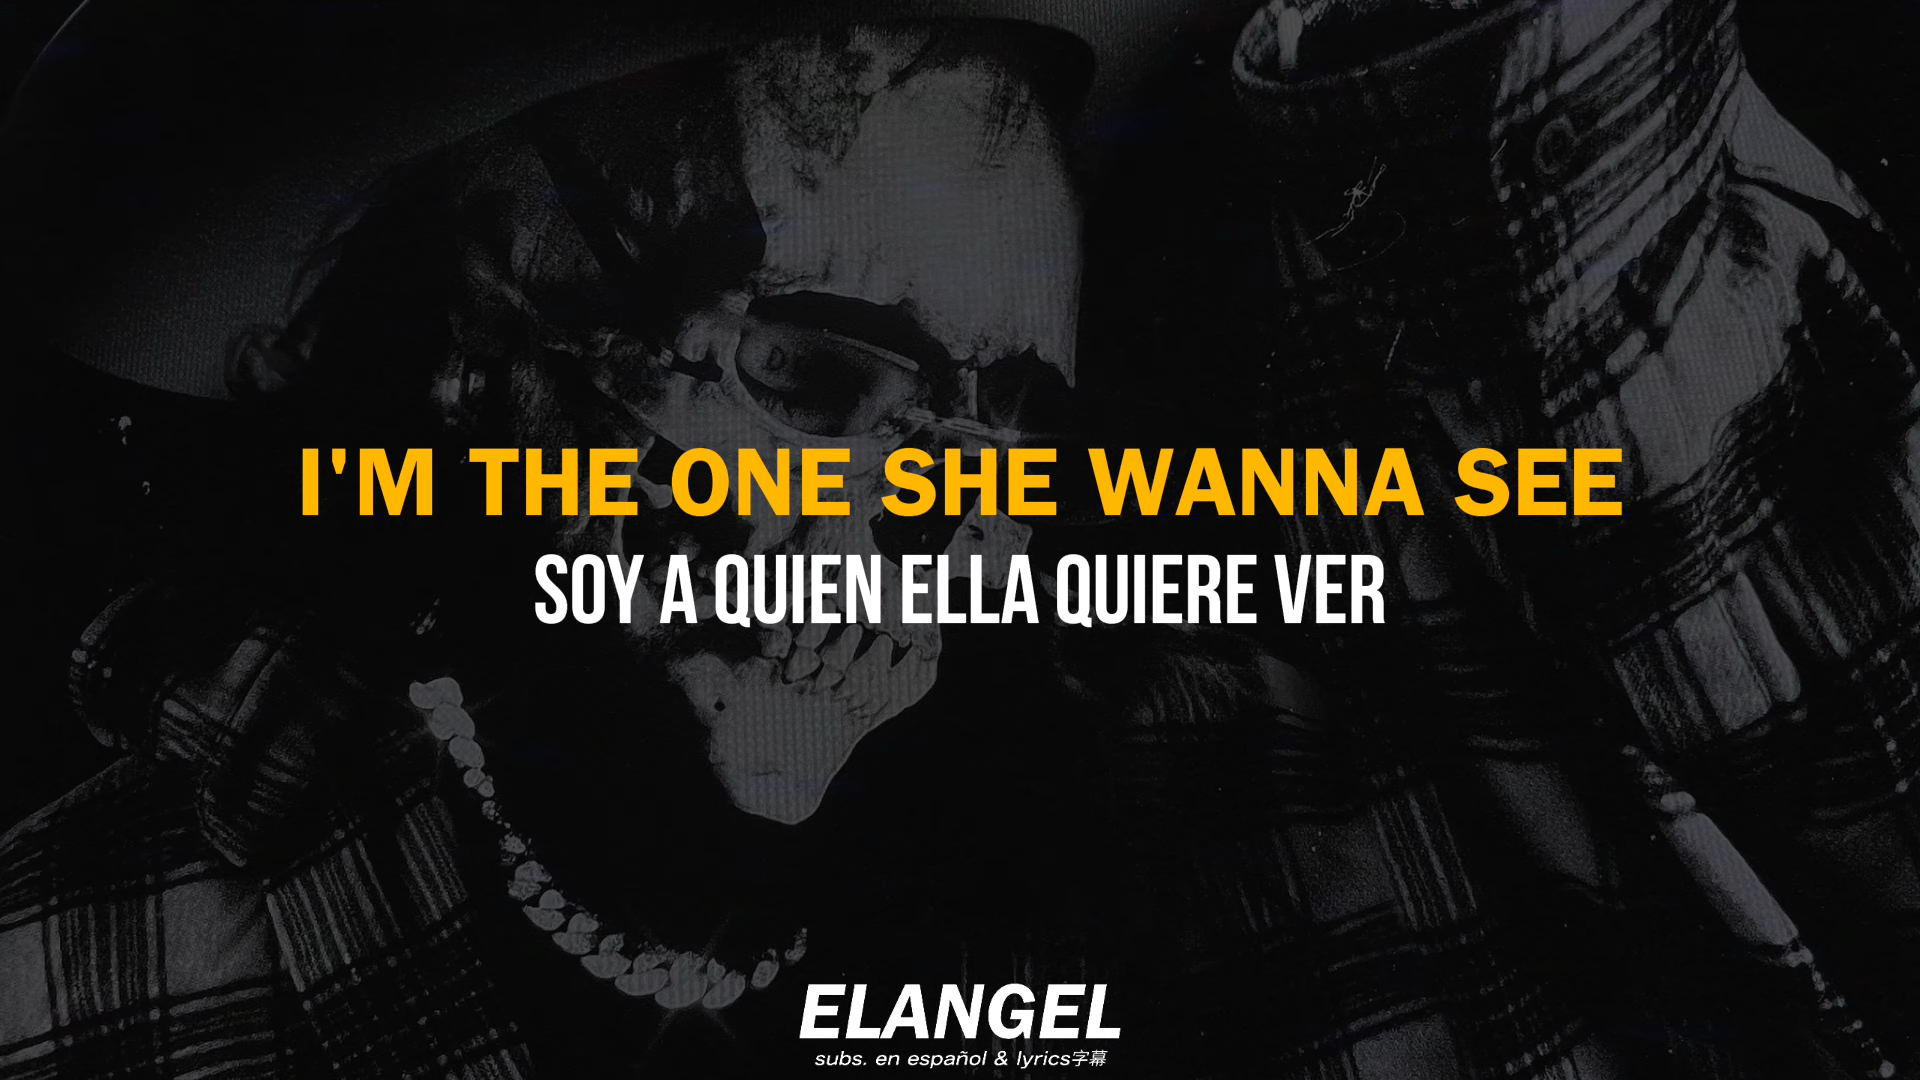 I'M THE ONE SHE WANNA SEE
SOY A QUIEN ELLA QUIERE VER
ELANGEL
subs. en español & lyrics字幕